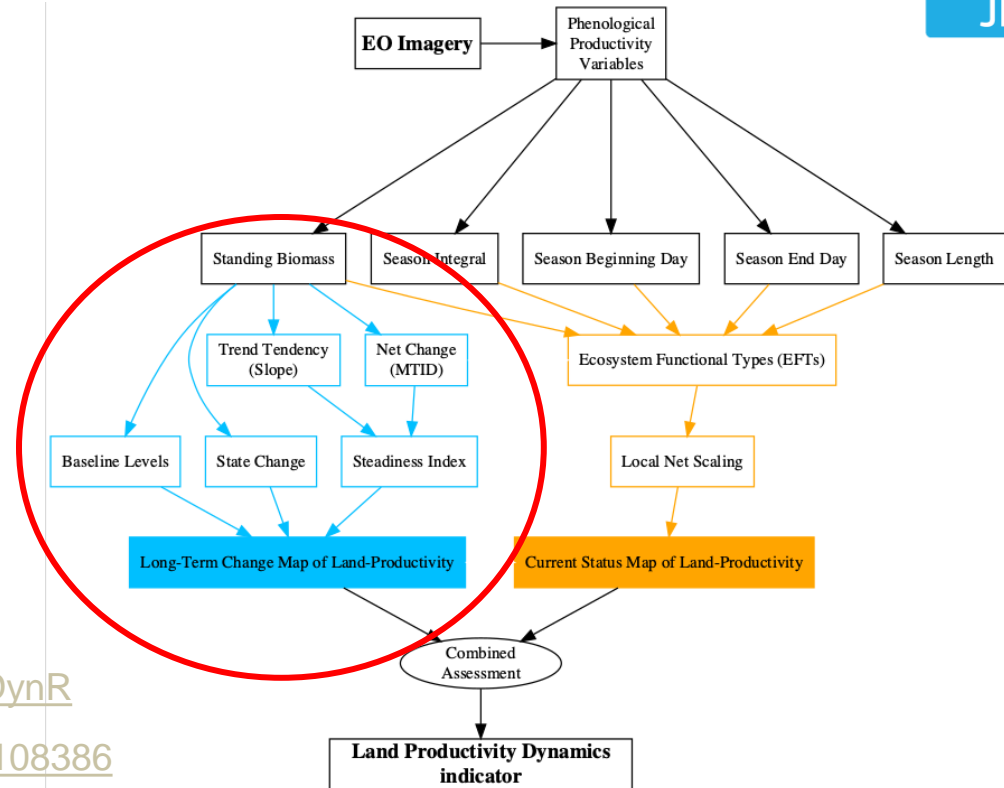 EO Imagery
Phenological
Productivity
Variables
Standing Biomass
Season Integral
Season Beginning Day
Season End Day
Season Length
Trend Tendency
(Slope)
Net Change
(MTID)
Ecosystem Functional Types (EFTs)
Baseline Levels
State Change
Steadiness Index
Local Net Scaling
Long-Term Change Map of Land-Productivity
Current Status Map of Land-Productivity
Combined
Assessment
DynR
108386
Land Productivity Dynamics
indicator